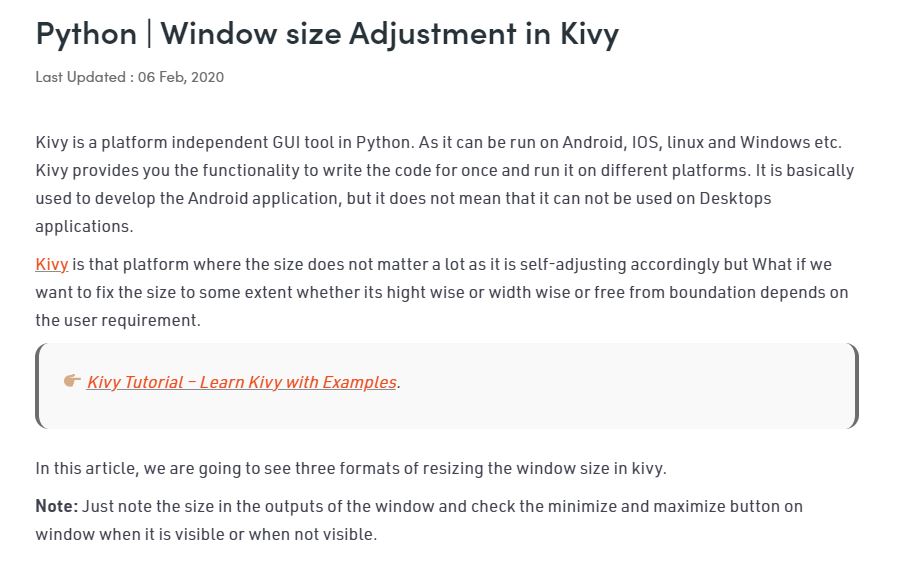 Python | Window size Adjustment in Kivy
Last Updated : 06 Feb, 2020
Kivy is a platform independent GUI tool in Python. As it can be run on Android, IOS, linux and Windows etc.
Kivy provides you the functionality to write the code for once and run it on different platforms. It is basically
used to develop the Android application, but it does not mean that it can not be used on Desktops
applications.
Kivy is that platform where the size does not matter a lot as it is self-adjusting accordingly but What if we
want to fix the size to some extent whether its hight wise or width wise or free from boundation depends on
the user requirement.
👉🏽 Kivy Tutorial – Learn Kivy with Examples.
In this article, we are going to see three formats of resizing the window size in kivy.
Note: Just note the size in the outputs of the window and check the minimize and maximize button on
window when it is visible or when not visible.